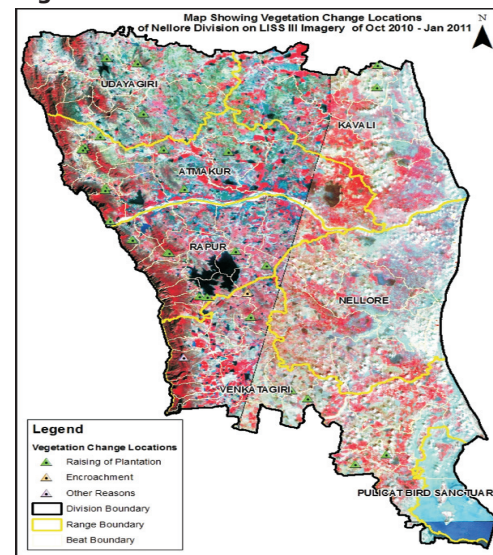 Map Showing Vegetation Change Locations
of Nellore Division on LISS III Imagery of Oct 2010 - Jan 2011
N
UDAYAGIRI
KAVALI
ATMAKUR
RAPUR
NELLORE
VENKATAGIRI
PULICAT BIRD SANCTUAR
Legend
Vegetation Change Locations
Raising of Plantation
Encroachment
Other Reasons
Division Boundary
Range Boundary
Beat Boundary